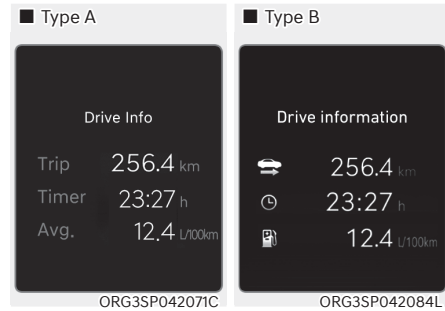 ■ Type A
Drive Info
Trip 256.4 km
Timer 23:27 h
Avg. 12.4 L/100km
ORG3SP042071C
■ Type B
Drive information
256.4 km
23:27 h
12.4 L/100km
ORG3SP042084L